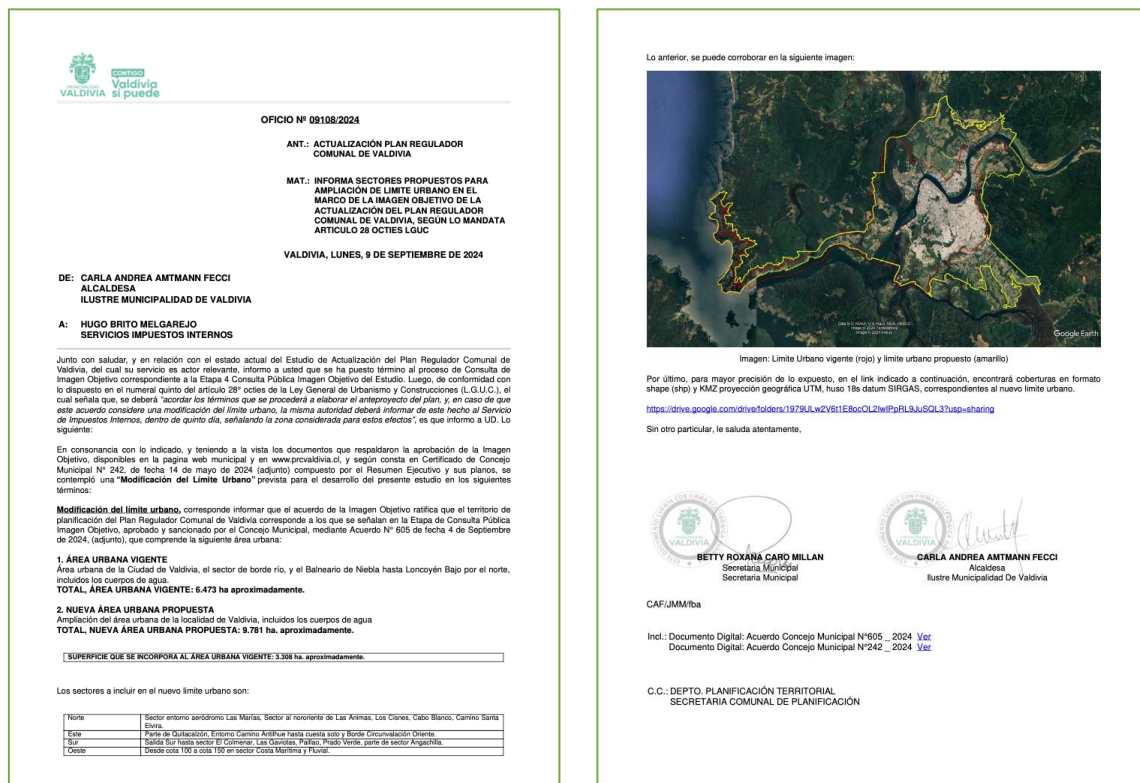 MUNICIPALIDAD
VALDIVIA
CONTIGO
Valdivia
sí puede
OFICIO Nº 09108/2024
ANT.: ACTUALIZACIÓN PLAN REGULADOR
COMUNAL DE VALDIVIA
MAT.: INFORMA SECTORES PROPUESTOS PARA
AMPLIACIÓN DE LIMITE URBANO EN EL
MARCO DE LA IMAGEN OBJETIVO DE LA
ACTUALIZACIÓN DEL PLAN REGULADOR
COMUNAL DE VALDIVIA, SEGÚN LO MANDATA
ARTICULO 28 OCTIES LGUC
VALDIVIA, LUNES, 9 DE SEPTIEMBRE DE 2024
DE: CARLA ANDREA AMTMANN FECCI
ALCALDESA
ILUSTRE MUNICIPALIDAD DE VALDIVIA
A: HUGO BRITO MELGAREJO
SERVICIOS IMPUESTOS INTERNOS
Junto con saludar, y en relación con el estado actual del Estudio de Actualización del Plan Regulador Comunal de
Valdivia, del cual su servicio es actor relevante, informo a usted que se ha puesto término al proceso de Consulta
de Imagen Objetivo correspondiente a la Etapa 4 Consulta Pública Imagen Objetivo del Estudio. Luego, de conformidad con
lo dispuesto en el numeral quinto del artículo 28° octies de la Ley General de Urbanismo y Construcciones (L.G.U.C.), el
cual señala que, se deberá "acordar los términos que se procederá a elaborar el anteproyecto del plan, y, en caso de que
este acuerdo considere una modificación del límite urbano, la misma autoridad deberá informar de este hecho al Servicio
de Impuestos Internos, dentro de quinto día, señalando la zona considerada para estos efectos", es que informo a UD. Lo
siguiente:
En consonancia con lo indicado, y teniendo a la vista los documentos que respaldaron la aprobación de la Imagen
Objetivo, disponibles en la pagina web municipal y en www.prcvaldivia.cl, y según consta en Certificado de Concejo
Municipal N° 242, de fecha 14 de mayo de 2024 (adjunto) compuesto por el Resumen Ejecutivo y sus planos, se
contempló una "Modificación del Límite Urbano" prevista para el desarrollo del presente estudio en los siguientes
términos:
Modificación del límite urbano, corresponde informar que el acuerdo de la Imagen Objetivo ratifica que el territorio de
planificación del Plan Regulador Comunal de Valdivia corresponde a los que se señalan en la Etapa de Consulta Pública
Imagen Objetivo, aprobado y sancionado por el Concejo Municipal, mediante Acuerdo N° 605 de fecha 4 de Septiembre
de 2024, (adjunto), que comprende la siguiente área urbana:
1. ÁREA URBANA VIGENTE
Área urbana de la Ciudad de Valdivia, el sector de borde río, y el Balneario de Niebla hasta Loncoyén Bajo por el norte,
incluidos los cuerpos de agua.
TOTAL, ÁREA URBANA VIGENTE: 6.473 ha aproximadamente.
2. NUEVA ÁREA URBANA PROPUESTA
Ampliación del área urbana de la localidad de Valdivia, incluidos los cuerpos de agua
TOTAL, NUEVA ÁREA URBANA PROPUESTA: 9.781 ha. aproximadamente.
SUPERFICIE QUE SE INCORPORA AL ÁREA URBANA VIGENTE: 3.308 ha. aproximadamente.
Los sectores a incluir en el nuevo limite urbano son:
Norte Sector entorno aeródromo Las Marías, Sector al nororiente de Las Animas, Los Cisnes, Cabo Blanco, Camino Santa
Elvira.
Este Parte de Quitacalzón, Entorno Camino Antilhue hasta cuesta soto y Borde Circunvalación Oriente.
Sur Salida Sur hasta sector El Colmenar, Las Gaviotas, Paillao, Prado Verde, parte de sector Angachilla.
Oeste Desde cota 100 a cota 150 en sector Costa Marítima y Fluvial.
Lo anterior, se puede corroborar en la siguiente imagen:
Google Earth
Imagen: Limite Urbano vigente (rojo) y limite urbano propuesto (amarillo)
Por último, para mayor precisión de lo expuesto, en el link indicado a continuación, encontrará coberturas en formato
shape (shp) y KMZ proyección geográfica UTM, huso 18s datum SIRGAS, correspondientes al nuevo limite urbano.
https://drive.google.com/drive/folders/1979ULw2V6t1E8ocOL2IwIPpRL9JuSQL3?usp=sharing
Sin otro particular, le saluda atentamente,
VALDIVIA
BETTY ROXANA CARO MILLAN
Secretaria Municipal
Secretaria Municipal
VALDIVIA
CARLA ANDREA AMTMANN FECCI
Alcaldesa
Ilustre Municipalidad De Valdivia
CAF/JMM/fba
Incl.: Documento Digital: Acuerdo Concejo Municipal N°605 _ 2024 Ver
Documento Digital: Acuerdo Concejo Municipal N°242 _ 2024 Ver
C.C.: DEPTO. PLANIFICACIÓN TERRITORIAL
SECRETARIA COMUNAL DE PLANIFICACIÓN